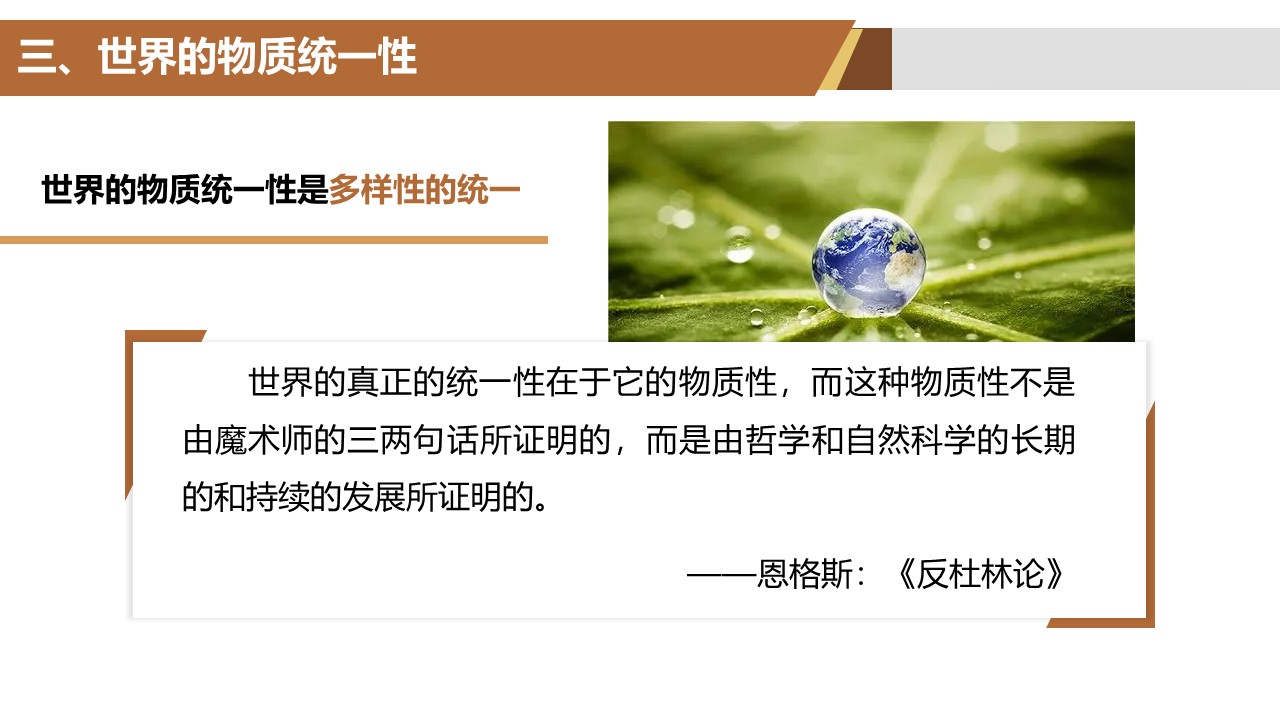 三、世界的物质统一性
世界的物质统一性是多样性的统一
世界的真正的统一性在于它的物质性，而这种物质性不是
由魔术师的三两句话所证明的，而是由哲学和自然科学的长期
的和持续的发展所证明的。
——恩格斯：《反杜林论》